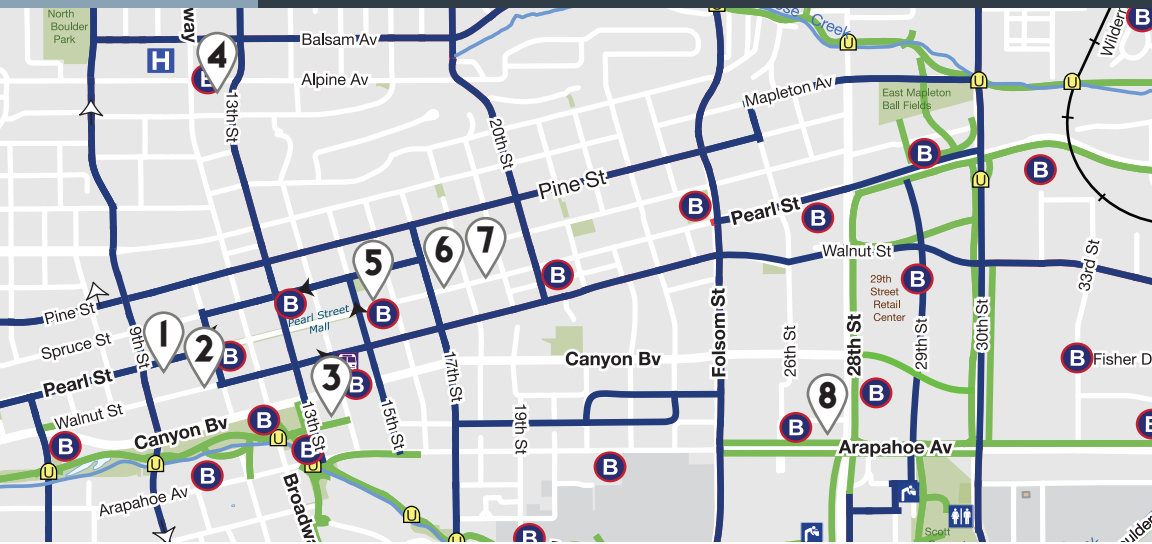 North
Boulder
Park
way
Balsam Av
Alpine Av
H
4
13th St
20th St
Creek
Mapleton Av
East Mapleton
Ball Fields
U
U
U
B
B
B
Pine St
B
Pearl St
B
U
Walnut St
29th
Street
Retail
Center
B
33rd St
5
6
7
B
B
B
Pearl Street
Mall
Pine St
Spruce St
9th St
1
2
B
Pearl St
Walnut St
Canyon Bv
3
B
13th St
15th St
17th St
19th St
Canyon Bv
Folsom St
26th St
28th St
29th St
30th St
B
Fisher D
8
B
B
B
Arapahoe Av
B
B
B
B
U
U
U
U
B
Arapahoe Av
Broadwa
U
U
B
B
Scott